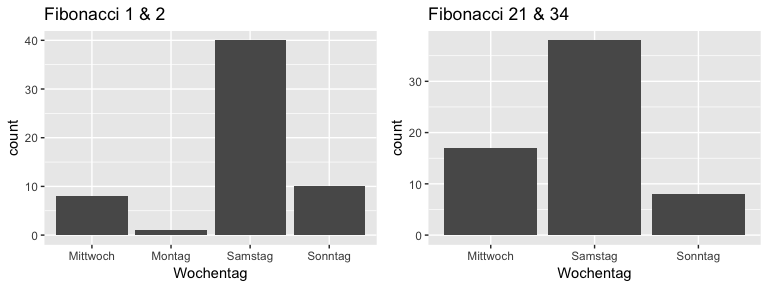 Fibonacci 1 & 2
40
30
20
10
0
count
Mittwoch Montag Samstag Sonntag
Wochentag
Fibonacci 21 & 34
30
20
10
0
count
Mittwoch Samstag Sonntag
Wochentag